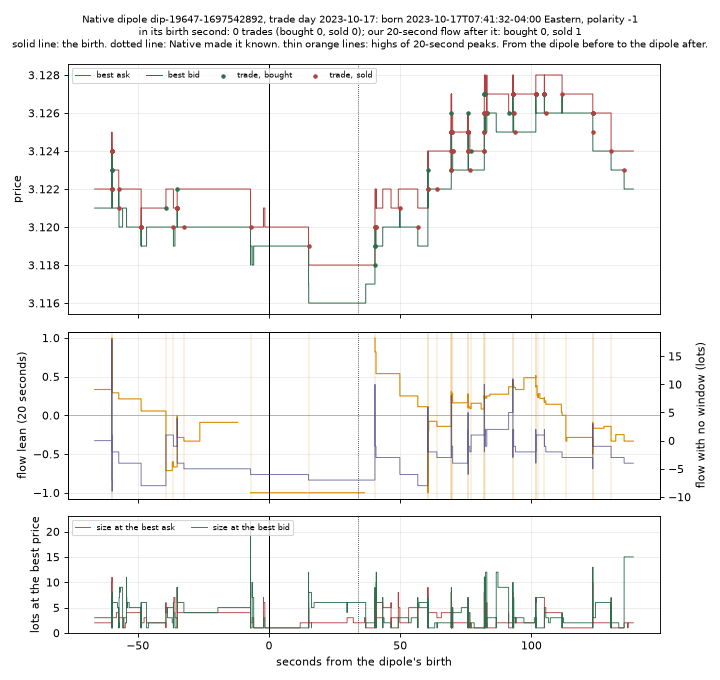 Native dipole dip-19647-1697542892, trade day 2023-10-17: born 2023-10-17T07:41:32-04:00 Eastern, polarity -1
in its birth second: 0 trades (bought 0, sold 0); our 20-second flow after it: bought 0, sold 1
solid line: the birth. dotted line: Native made it known. thin orange lines: highs of 20-second peaks. From the dipole before to the dipole after.
best ask
best bid
trade, bought
trade, sold
3.128
3.126
3.124
3.122
3.120
3.118
3.116
price
1.0
0.5
0.0
−0.5
−1.0
flow lean (20 seconds)
15
10
5
0
−5
−10
flow with no window (lots)
size at the best ask
size at the best bid
20
15
10
5
0
lots at the best price
−50
0
50
100
seconds from the dipole's birth